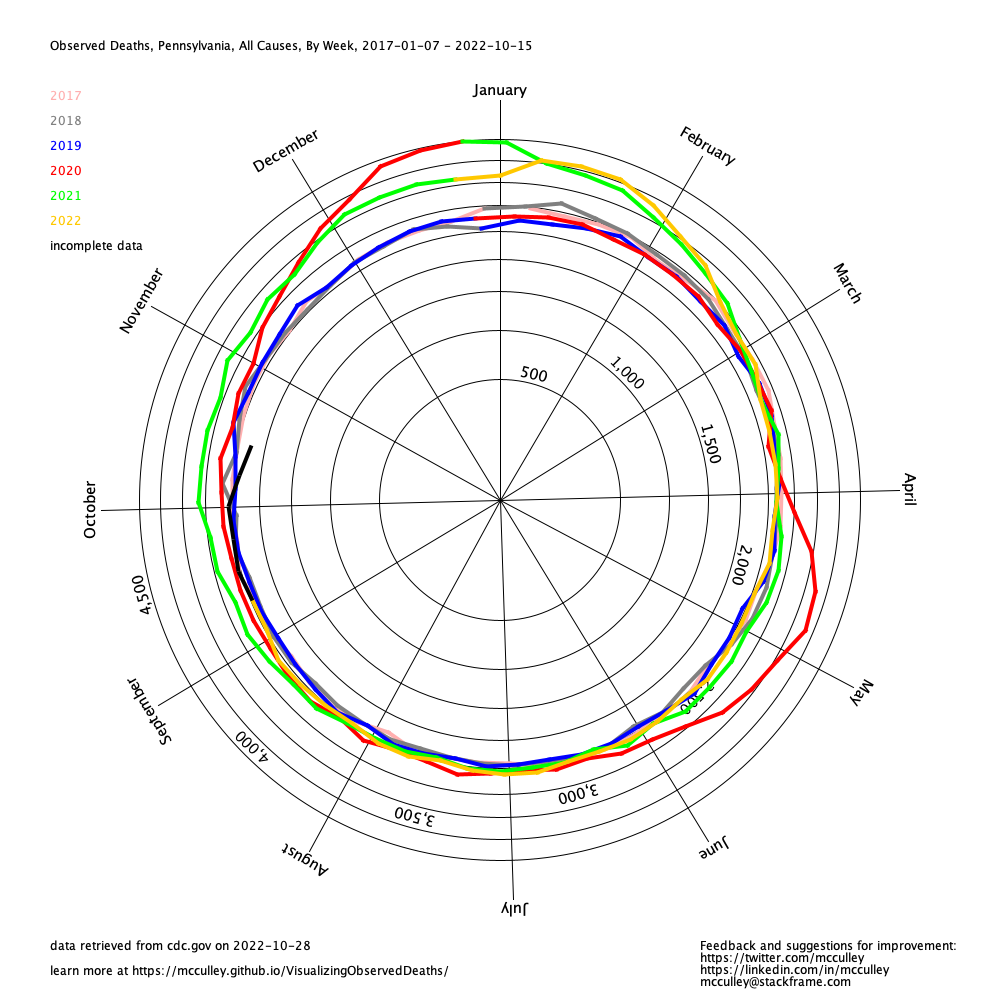 Observed Deaths, Pennsylvania, All Causes, By Week, 2017-01-07 - 2022-10-15
2017
2018
2019
2020
2021
2022
incomplete data
January
February
March
April
May
June
July
August
September
October
November
December
500
1,000
1,500
2,000
3,000
3,500
4,000
4,500
data retrieved from cdc.gov on 2022-10-28
learn more at https://mcculley.github.io/VisualizingObservedDeaths/
Feedback and suggestions for improvement:
https://twitter.com/mcculley
https://linkedin.com/in/mcculley
mcculley@stackframe.com